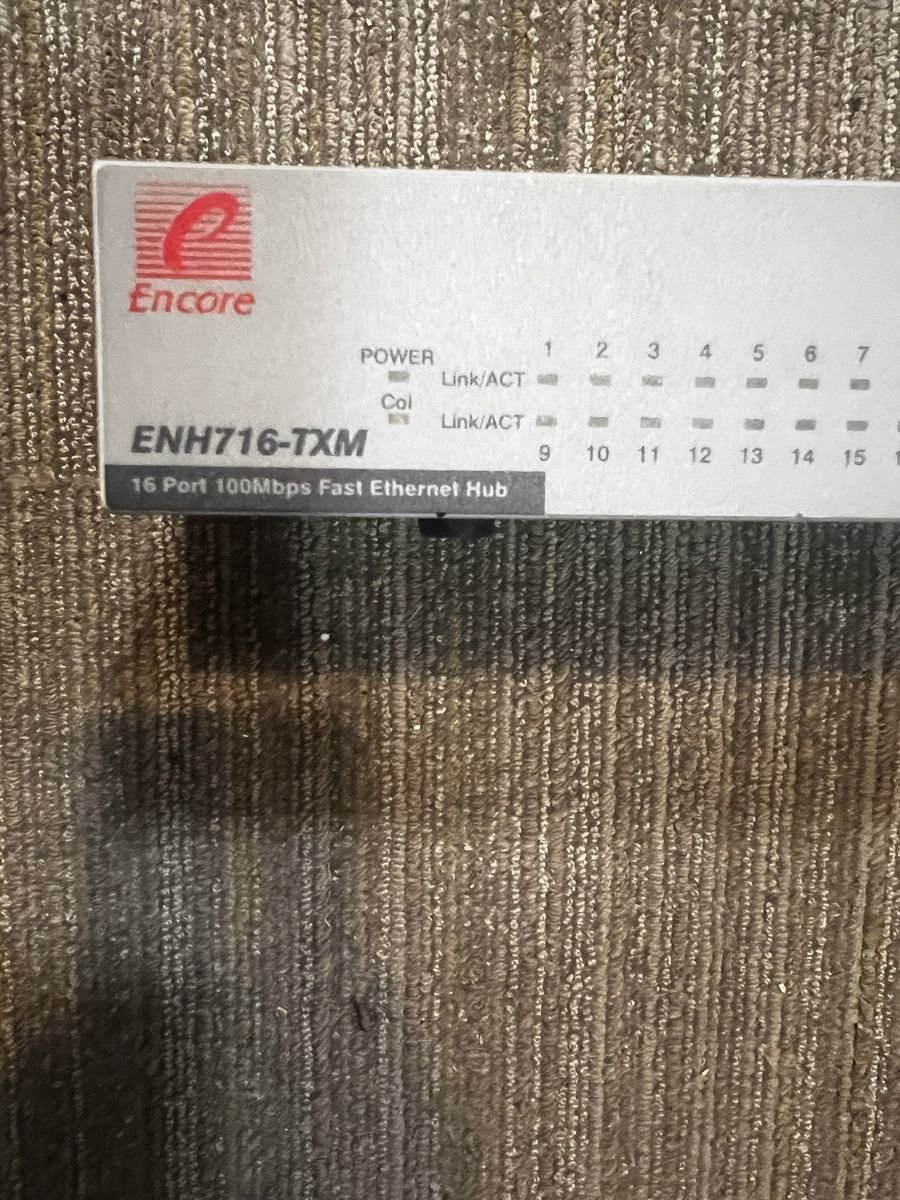 Encore
1 2 3 4 5 6 7
POWER
Link/ACT
Col
Link/ACT
9 10 11 12 13 14 15
ENH716-TXM
16 Port 100Mbps Fast Ethernet Hub